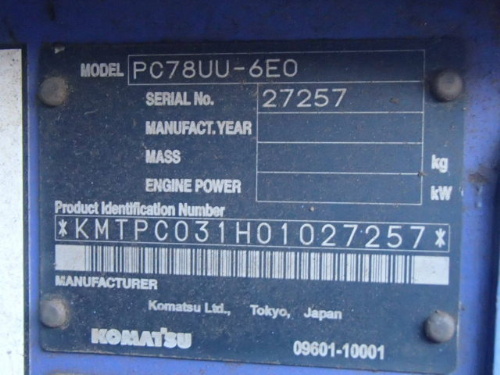 MODEL PC78UU-6E0
SERIAL No. 27257
MANUFACT.YEAR
MASS kg
ENGINE POWER kW
Product Identification Number
*KMTPC031H01027257*
MANUFACTURER
Komatsu Ltd., Tokyo, Japan
KOMATSU 09601-10001